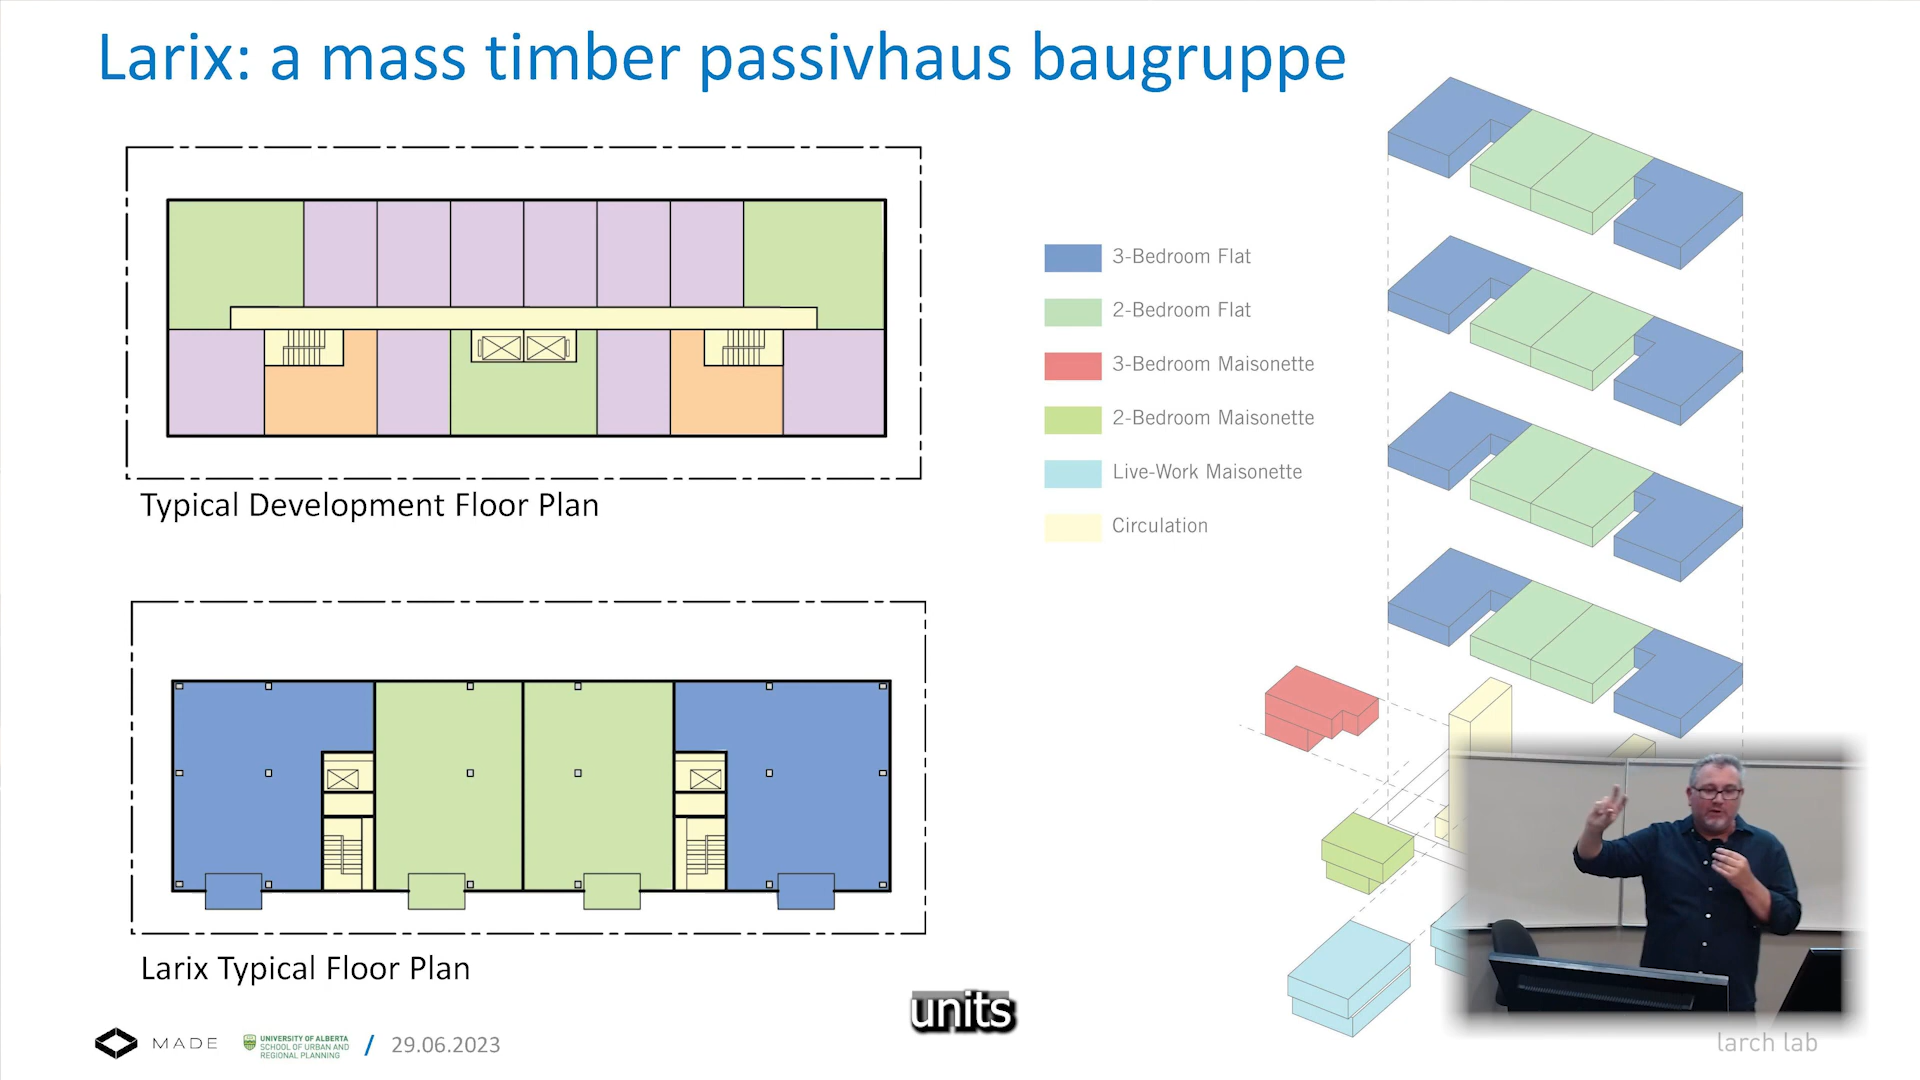 Larix: a mass timber passivhaus baugruppe
Typical Development Floor Plan
3-Bedroom Flat
2-Bedroom Flat
3-Bedroom Maisonette
2-Bedroom Maisonette
Live-Work Maisonette
Circulation
Larix Typical Floor Plan
units
MADE
UNIVERSITY OF ALBERTA
SCHOOL OF URBAN AND
REGIONAL PLANNING
/ 29.06.2023
larch lab